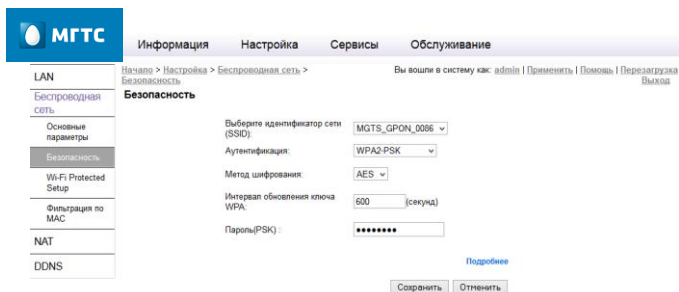 МГТС
Информация Настройка Сервисы Обслуживание
Начало > Настройка > Беспроводная сеть > Вы вошли в систему как: admin | Применить | Помощь | Перезагрузка
Безопасность Выход
LAN
Беспроводная
сеть
Основные
параметры
Безопасность
Wi-Fi Protected
Setup
Фильтрация по
MAC
NAT
DDNS
Безопасность
Выберите идентификатор сети
(SSID): MGTS_GPON_0086
Аутентификация: WPA2-PSK
Метод шифрования: AES
Интервал обновления ключа
WPA: 600 (секунд)
Пароль(PSK) : ••••••••
Подробнее
Сохранить Отменить